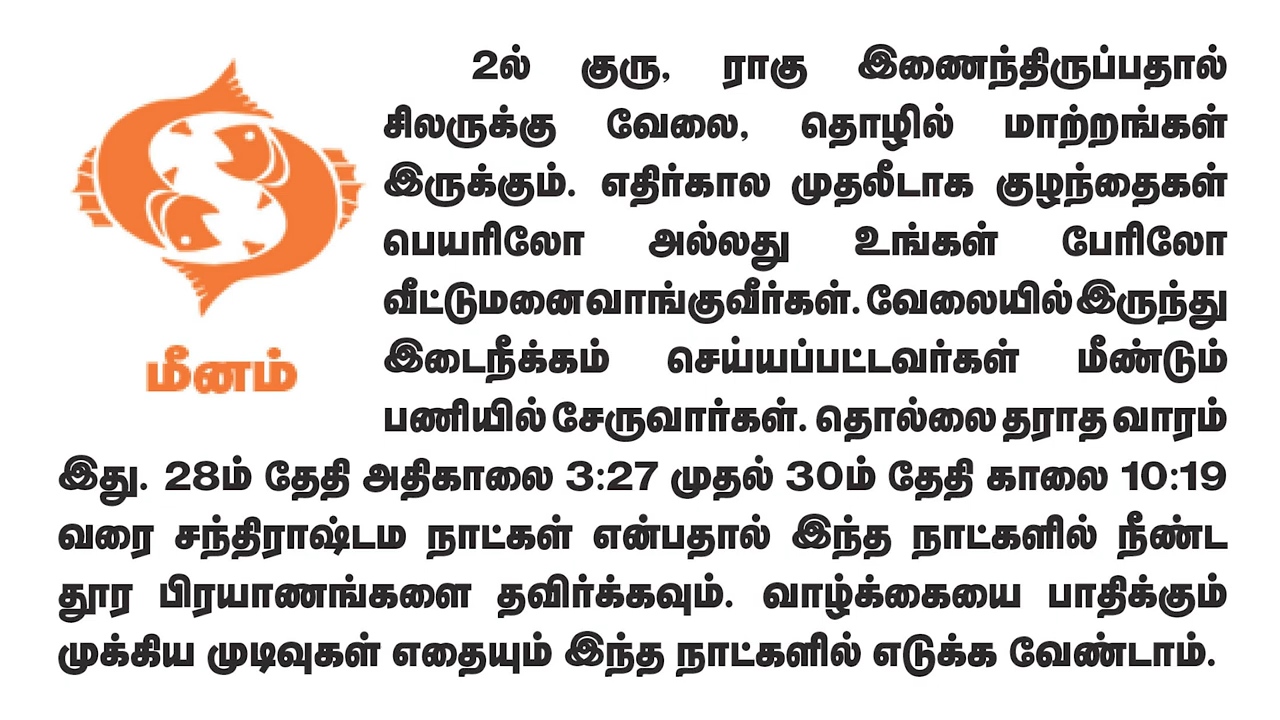 2ல் குரு, ராகு இணைந்திருப்பதால்
சிலருக்கு வேலை, தொழில் மாற்றங்கள்
இருக்கும். எதிர்கால முதலீடாக குழந்தைகள்
பெயரிலோ அல்லது உங்கள் பேரிலோ
வீட்டுமனை வாங்குவீர்கள். வேலையில் இருந்து
இடைநீக்கம் செய்யப்பட்டவர்கள் மீண்டும்
பணியில் சேருவார்கள். தொல்லை தராத வாரம்
மீனம்
இது. 28ம் தேதி அதிகாலை 3:27 முதல் 30ம் தேதி காலை 10:19
வரை சந்திராஷ்டம நாட்கள் என்பதால் இந்த நாட்களில் நீண்ட
தூர பிரயாணங்களை தவிர்க்கவும். வாழ்க்கையை பாதிக்கும்
முக்கிய முடிவுகள் எதையும் இந்த நாட்களில் எடுக்க வேண்டாம்.